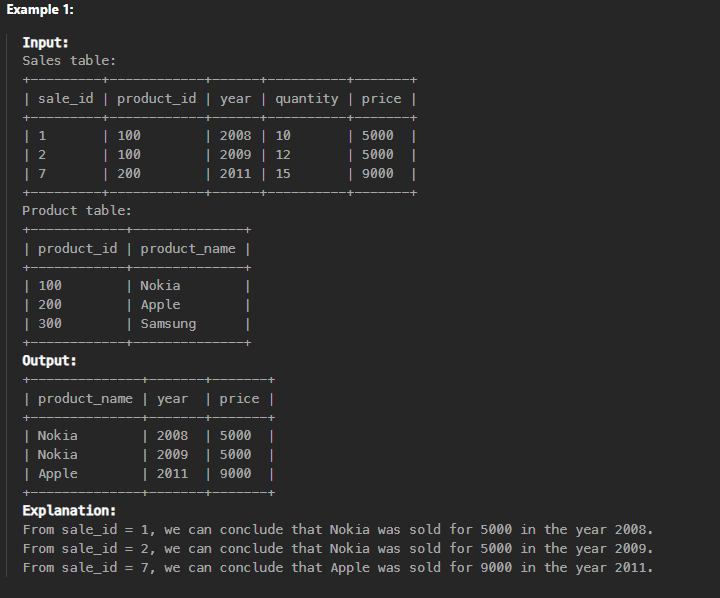 Example 1:
Input:
Sales table:
+---------+------------+------+----------+-------+
| sale_id | product_id | year | quantity | price |
+---------+------------+------+----------+-------+
| 1       | 100        | 2008 | 10       | 5000  |
| 2       | 100        | 2009 | 12       | 5000  |
| 7       | 200        | 2011 | 15       | 9000  |
+---------+------------+------+----------+-------+
Product table:
+------------+--------------+
| product_id | product_name |
+------------+--------------+
| 100        | Nokia        |
| 200        | Apple        |
| 300        | Samsung      |
+------------+--------------+
Output:
+--------------+-------+-------+
| product_name | year  | price |
+--------------+-------+-------+
| Nokia        | 2008  | 5000  |
| Nokia        | 2009  | 5000  |
| Apple        | 2011  | 9000  |
+--------------+-------+-------+
Explanation:
From sale_id = 1, we can conclude that Nokia was sold for 5000 in the year 2008.
From sale_id = 2, we can conclude that Nokia was sold for 5000 in the year 2009.
From sale_id = 7, we can conclude that Apple was sold for 9000 in the year 2011.